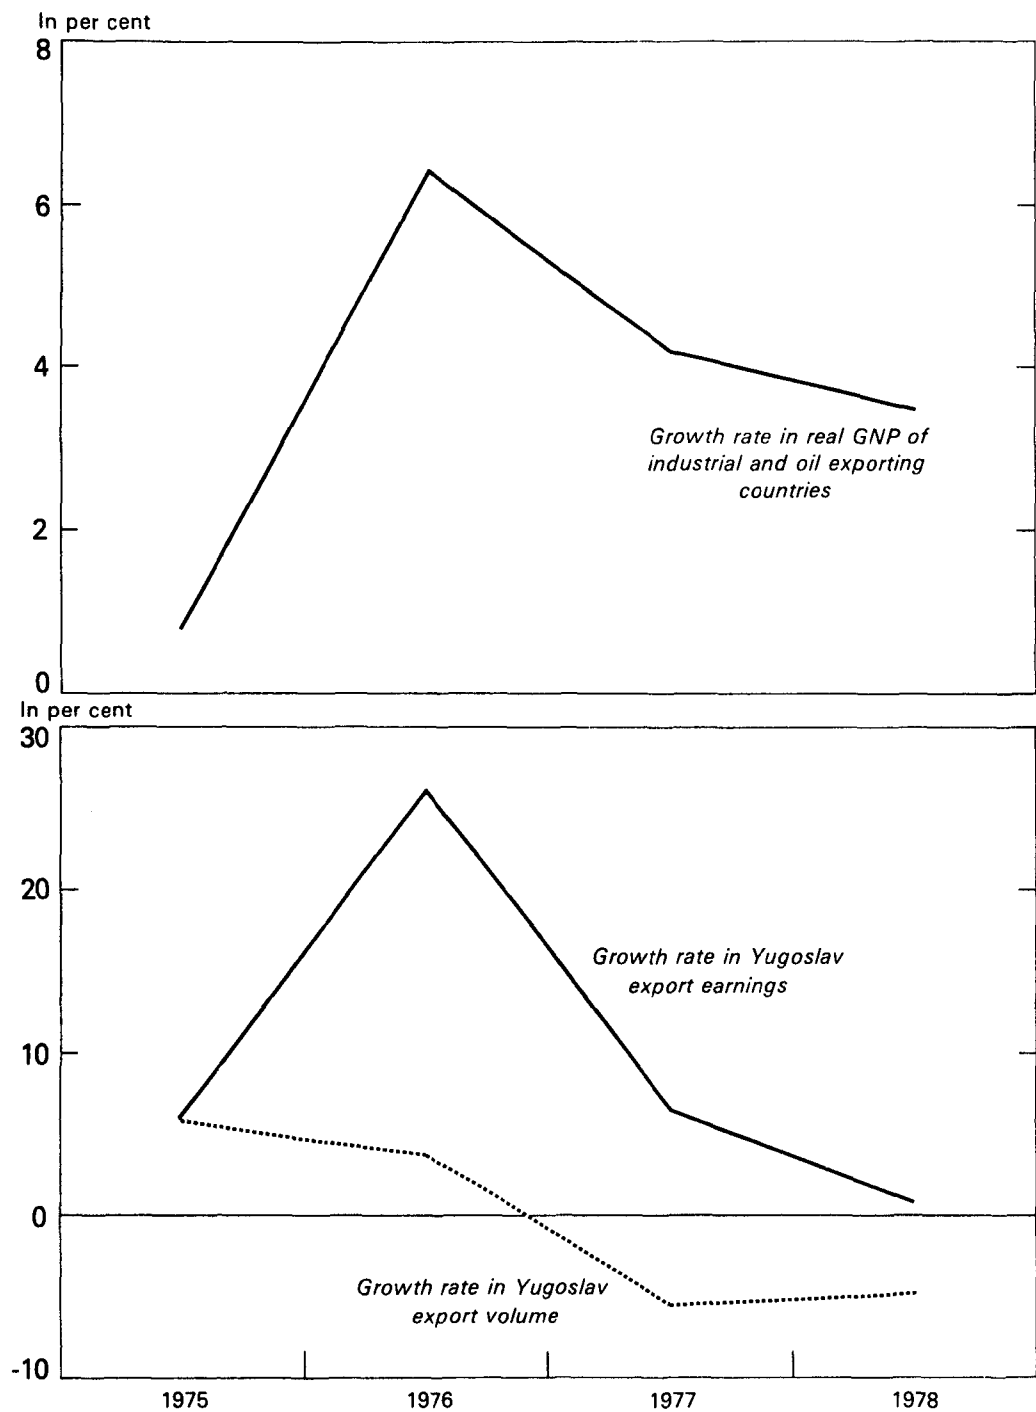 In per cent
8
6
4
2
0
Growth rate in real GNP of
industrial and oil exporting
countries
In per cent
30
20
10
0
-10
Growth rate in Yugoslav
export earnings
Growth rate in Yugoslav
export volume
1975 1976 1977 1978